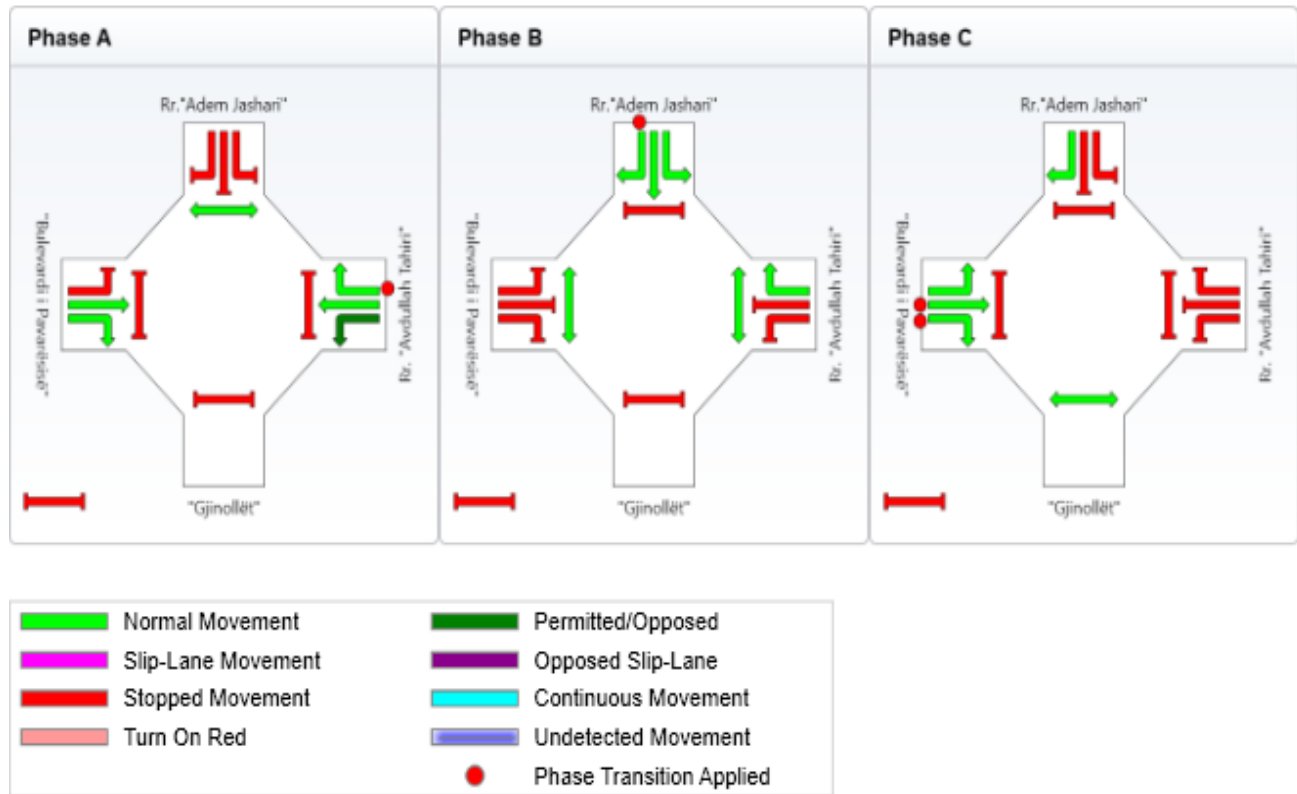 Phase A
Phase B
Phase C
Rr."Adem Jashari"
"Bulevardi i Pavarësisë"
Rr. "Avdullah Tahiri"
"Gjinollët"
Rr."Adem Jashari"
"Bulevardi i Pavarësisë"
Rr. "Avdullah Tahiri"
"Gjinollët"
Rr."Adem Jashari"
"Bulevardi i Pavarësisë"
Rr. "Avdullah Tahiri"
"Gjinollët"
Normal Movement
Permitted/Opposed
Slip-Lane Movement
Opposed Slip-Lane
Stopped Movement
Continuous Movement
Turn On Red
Undetected Movement
Phase Transition Applied